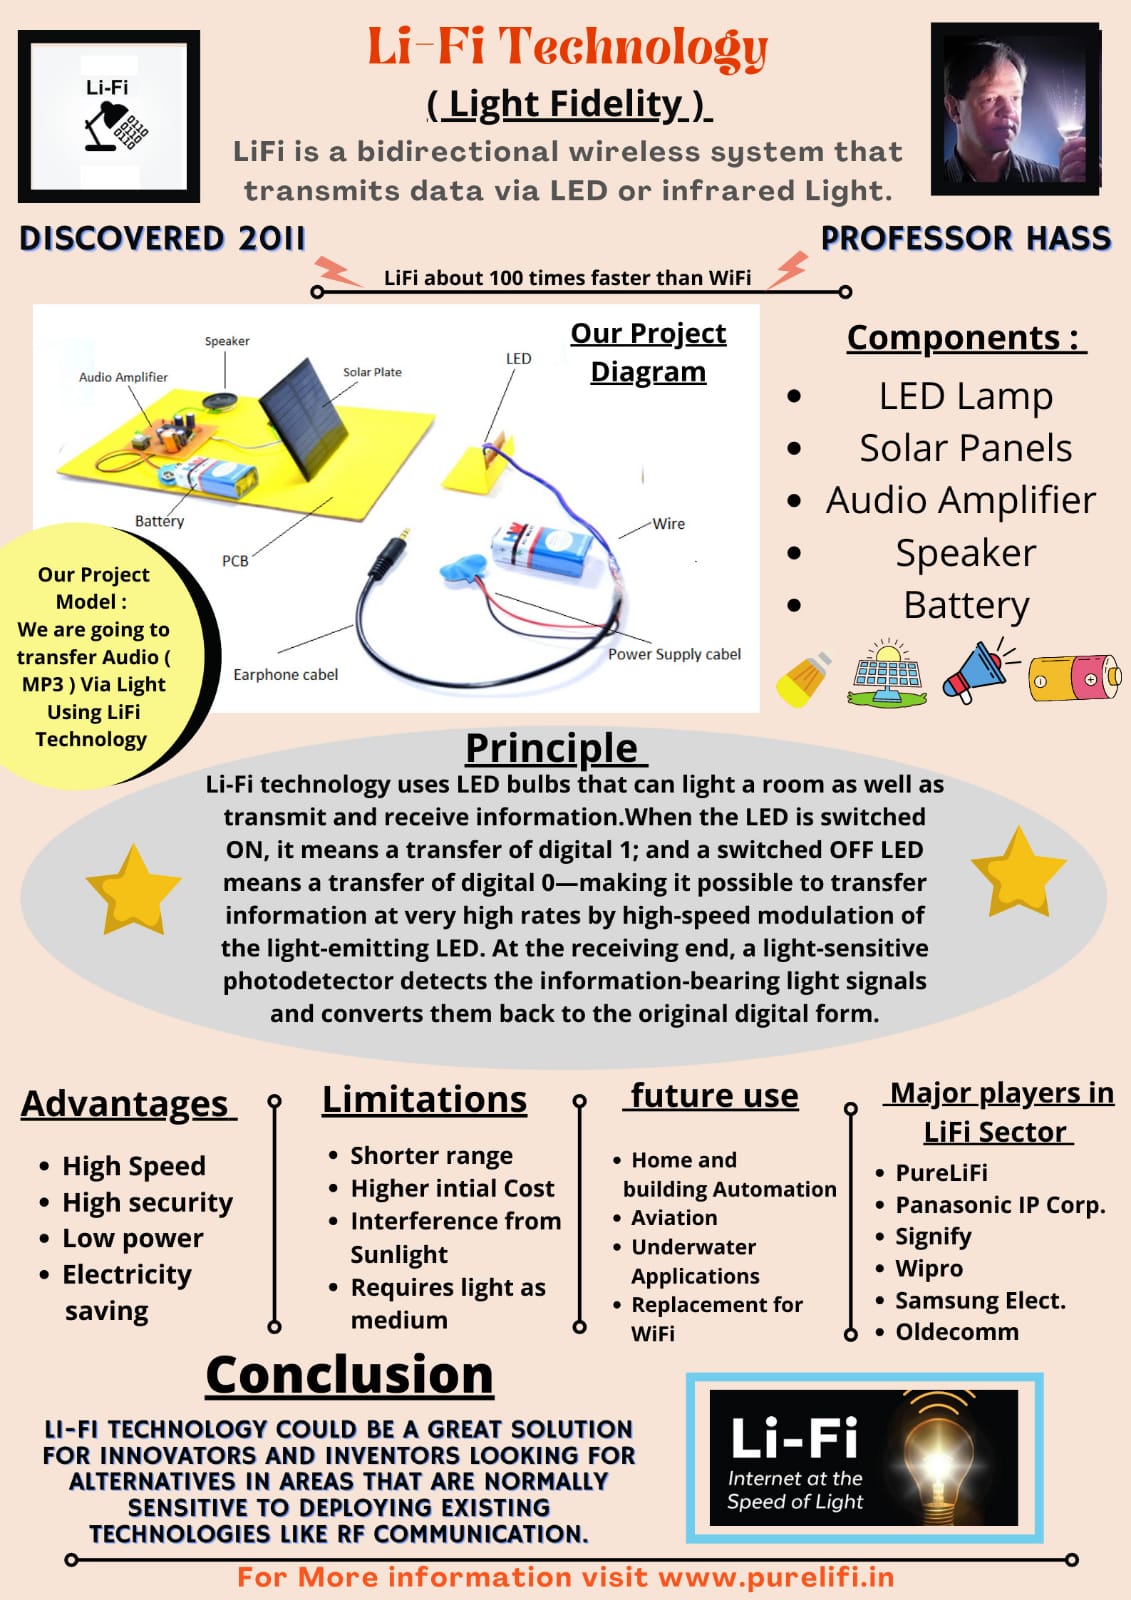 Li-Fi
0110
0110
0110
Li-Fi Technology
( Light Fidelity )
LiFi is a bidirectional wireless system that
transmits data via LED or infrared Light.
DISCOVERED 2011
PROFESSOR HASS
LiFi about 100 times faster than WiFi
Our Project
Diagram
Speaker
Audio Amplifier
Solar Plate
LED
Battery
PCB
Wire
Earphone cabel
Power Supply cabel
Components :
• LED Lamp
• Solar Panels
• Audio Amplifier
• Speaker
• Battery
Our Project
Model :
We are going to
transfer Audio (
MP3 ) Via Light
Using LiFi
Technology
Principle
Li-Fi technology uses LED bulbs that can light a room as well as
transmit and receive information.When the LED is switched
ON, it means a transfer of digital 1; and a switched OFF LED
means a transfer of digital 0—making it possible to transfer
information at very high rates by high-speed modulation of
the light-emitting LED. At the receiving end, a light-sensitive
photodetector detects the information-bearing light signals
and converts them back to the original digital form.
Advantages
• High Speed
• High security
• Low power
• Electricity
saving
Limitations
• Shorter range
• Higher intial Cost
• Interference from
Sunlight
• Requires light as
medium
future use
• Home and
building Automation
• Aviation
• Underwater
Applications
• Replacement for
WiFi
Major players in
LiFi Sector
• PureLiFi
• Panasonic IP Corp.
• Signify
• Wipro
• Samsung Elect.
• Oldecomm
Conclusion
LI-FI TECHNOLOGY COULD BE A GREAT SOLUTION
FOR INNOVATORS AND INVENTORS LOOKING FOR
ALTERNATIVES IN AREAS THAT ARE NORMALLY
SENSITIVE TO DEPLOYING EXISTING
TECHNOLOGIES LIKE RF COMMUNICATION.
Li-Fi
Internet at the
Speed of Light
For More information visit www.purelifi.in